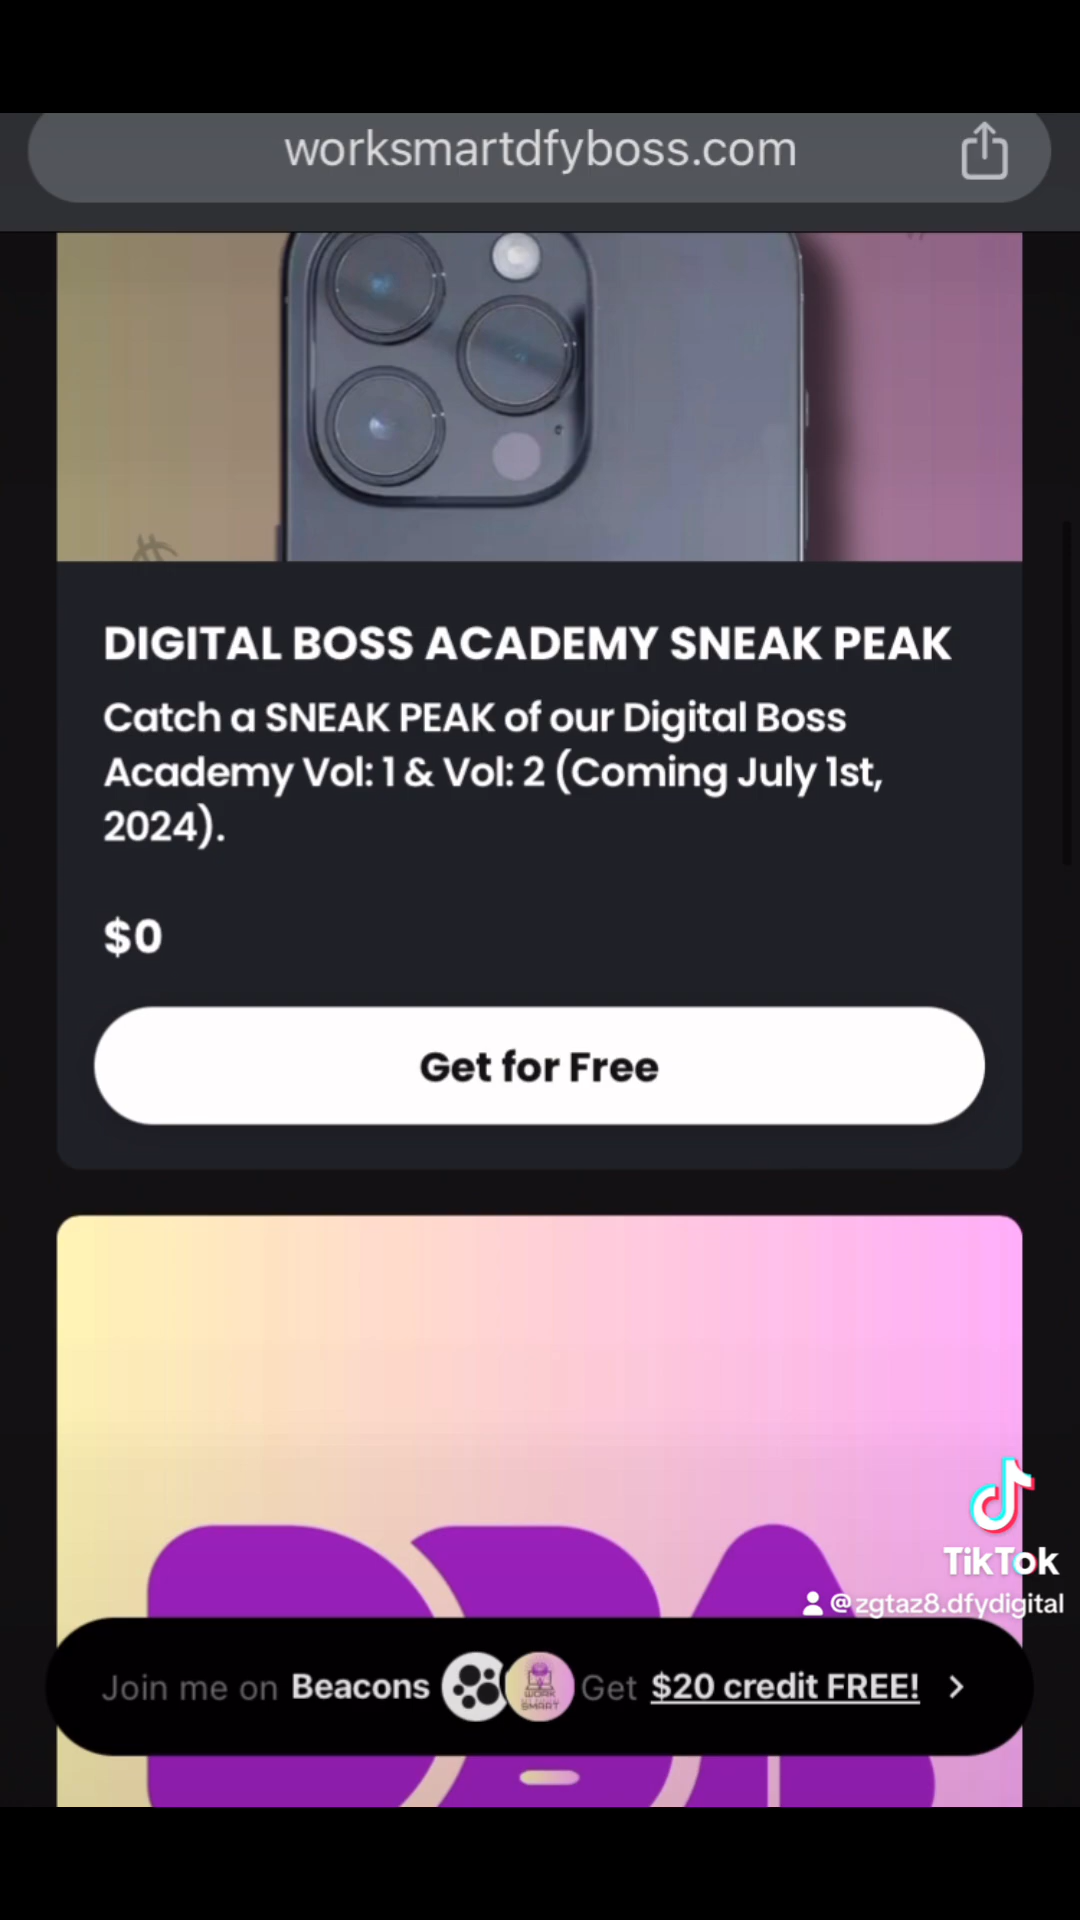 worksmartdfyboss.com
DIGITAL BOSS ACADEMY SNEAK PEAK
Catch a SNEAK PEAK of our Digital Boss
Academy Vol: 1 & Vol: 2 (Coming July 1st,
2024).
$0
Get for Free
TikTok
@zgtaz8.dfydigital
Join me on Beacons WORK SMART Get $20 credit FREE!